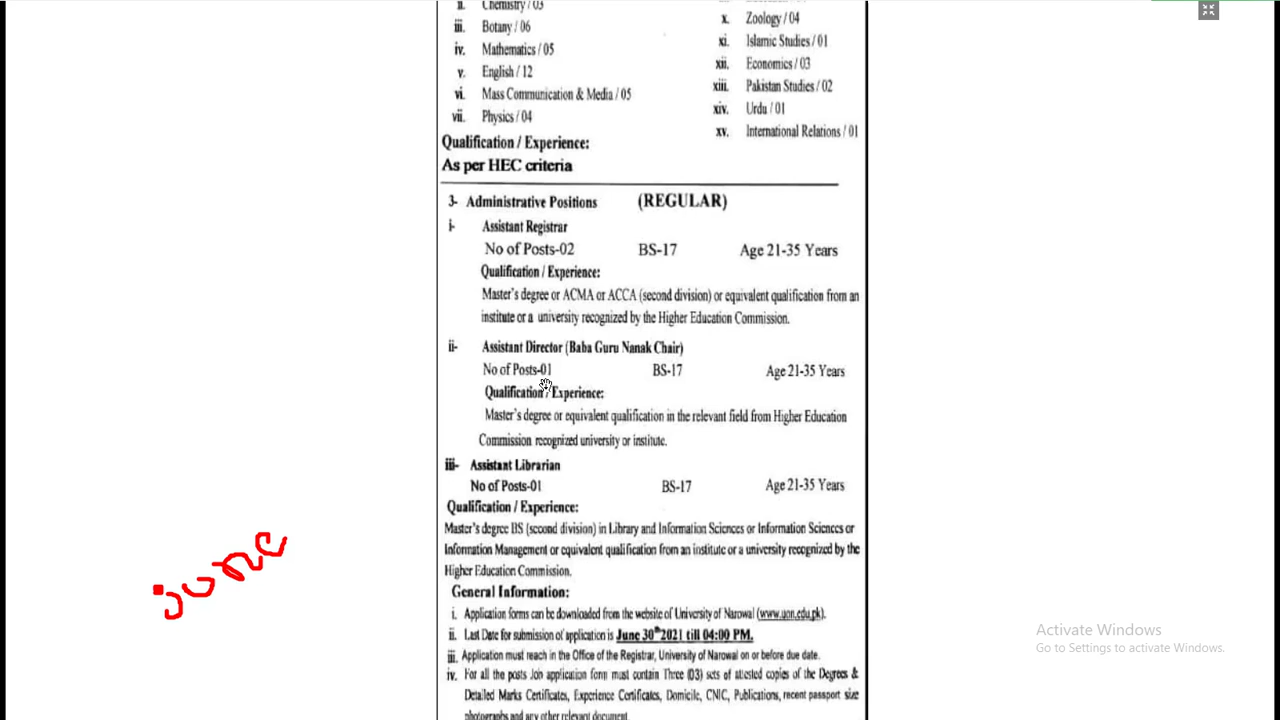 ii. Chemistry / 03
iii. Botany / 06
iv. Mathematics / 05
v. English / 12
vi. Mass Communication & Media / 05
vii. Physics / 04
x. Zoology / 04
xi. Islamic Studies / 01
xii. Economics / 03
xiii. Pakistan Studies / 02
xiv. Urdu / 01
xv. International Relations / 01
Qualification / Experience:
As per HEC criteria
3- Administrative Positions (REGULAR)
i- Assistant Registrar
No of Posts-02 BS-17 Age 21-35 Years
Qualification / Experience:
Master's degree or ACMA or ACCA (second division) or equivalent qualification from an
institute or a university recognized by the Higher Education Commission.
ii- Assistant Director (Baba Guru Nanak Chair)
No of Posts-01 BS-17 Age 21-35 Years
Qualification / Experience:
Master's degree or equivalent qualification in the relevant field from Higher Education
Commission recognized university or institute.
iii- Assistant Librarian
No of Posts-01 BS-17 Age 21-35 Years
Qualification / Experience:
Master's degree BS (second division) in Library and Information Sciences or Information Sciences or
Information Management or equivalent qualification from an institute or a university recognized by the
Higher Education Commission.
General Information:
i. Application forms can be downloaded from the website of University of Narowal (www.uon.edu.pk).
ii. Last Date for submission of application is June 30th 2021 till 04:00 PM.
iii. Application must reach in the Office of the Registrar, University of Narowal on or before due date.
iv. For all the posts Job application form must contain Three (03) sets of attested copies of the Degrees &
Detailed Marks Certificates, Experience Certificates, Domicile, CNIC, Publications, recent passport size
photographs and any other relevant document.
June
Activate Windows
Go to Settings to activate Windows.